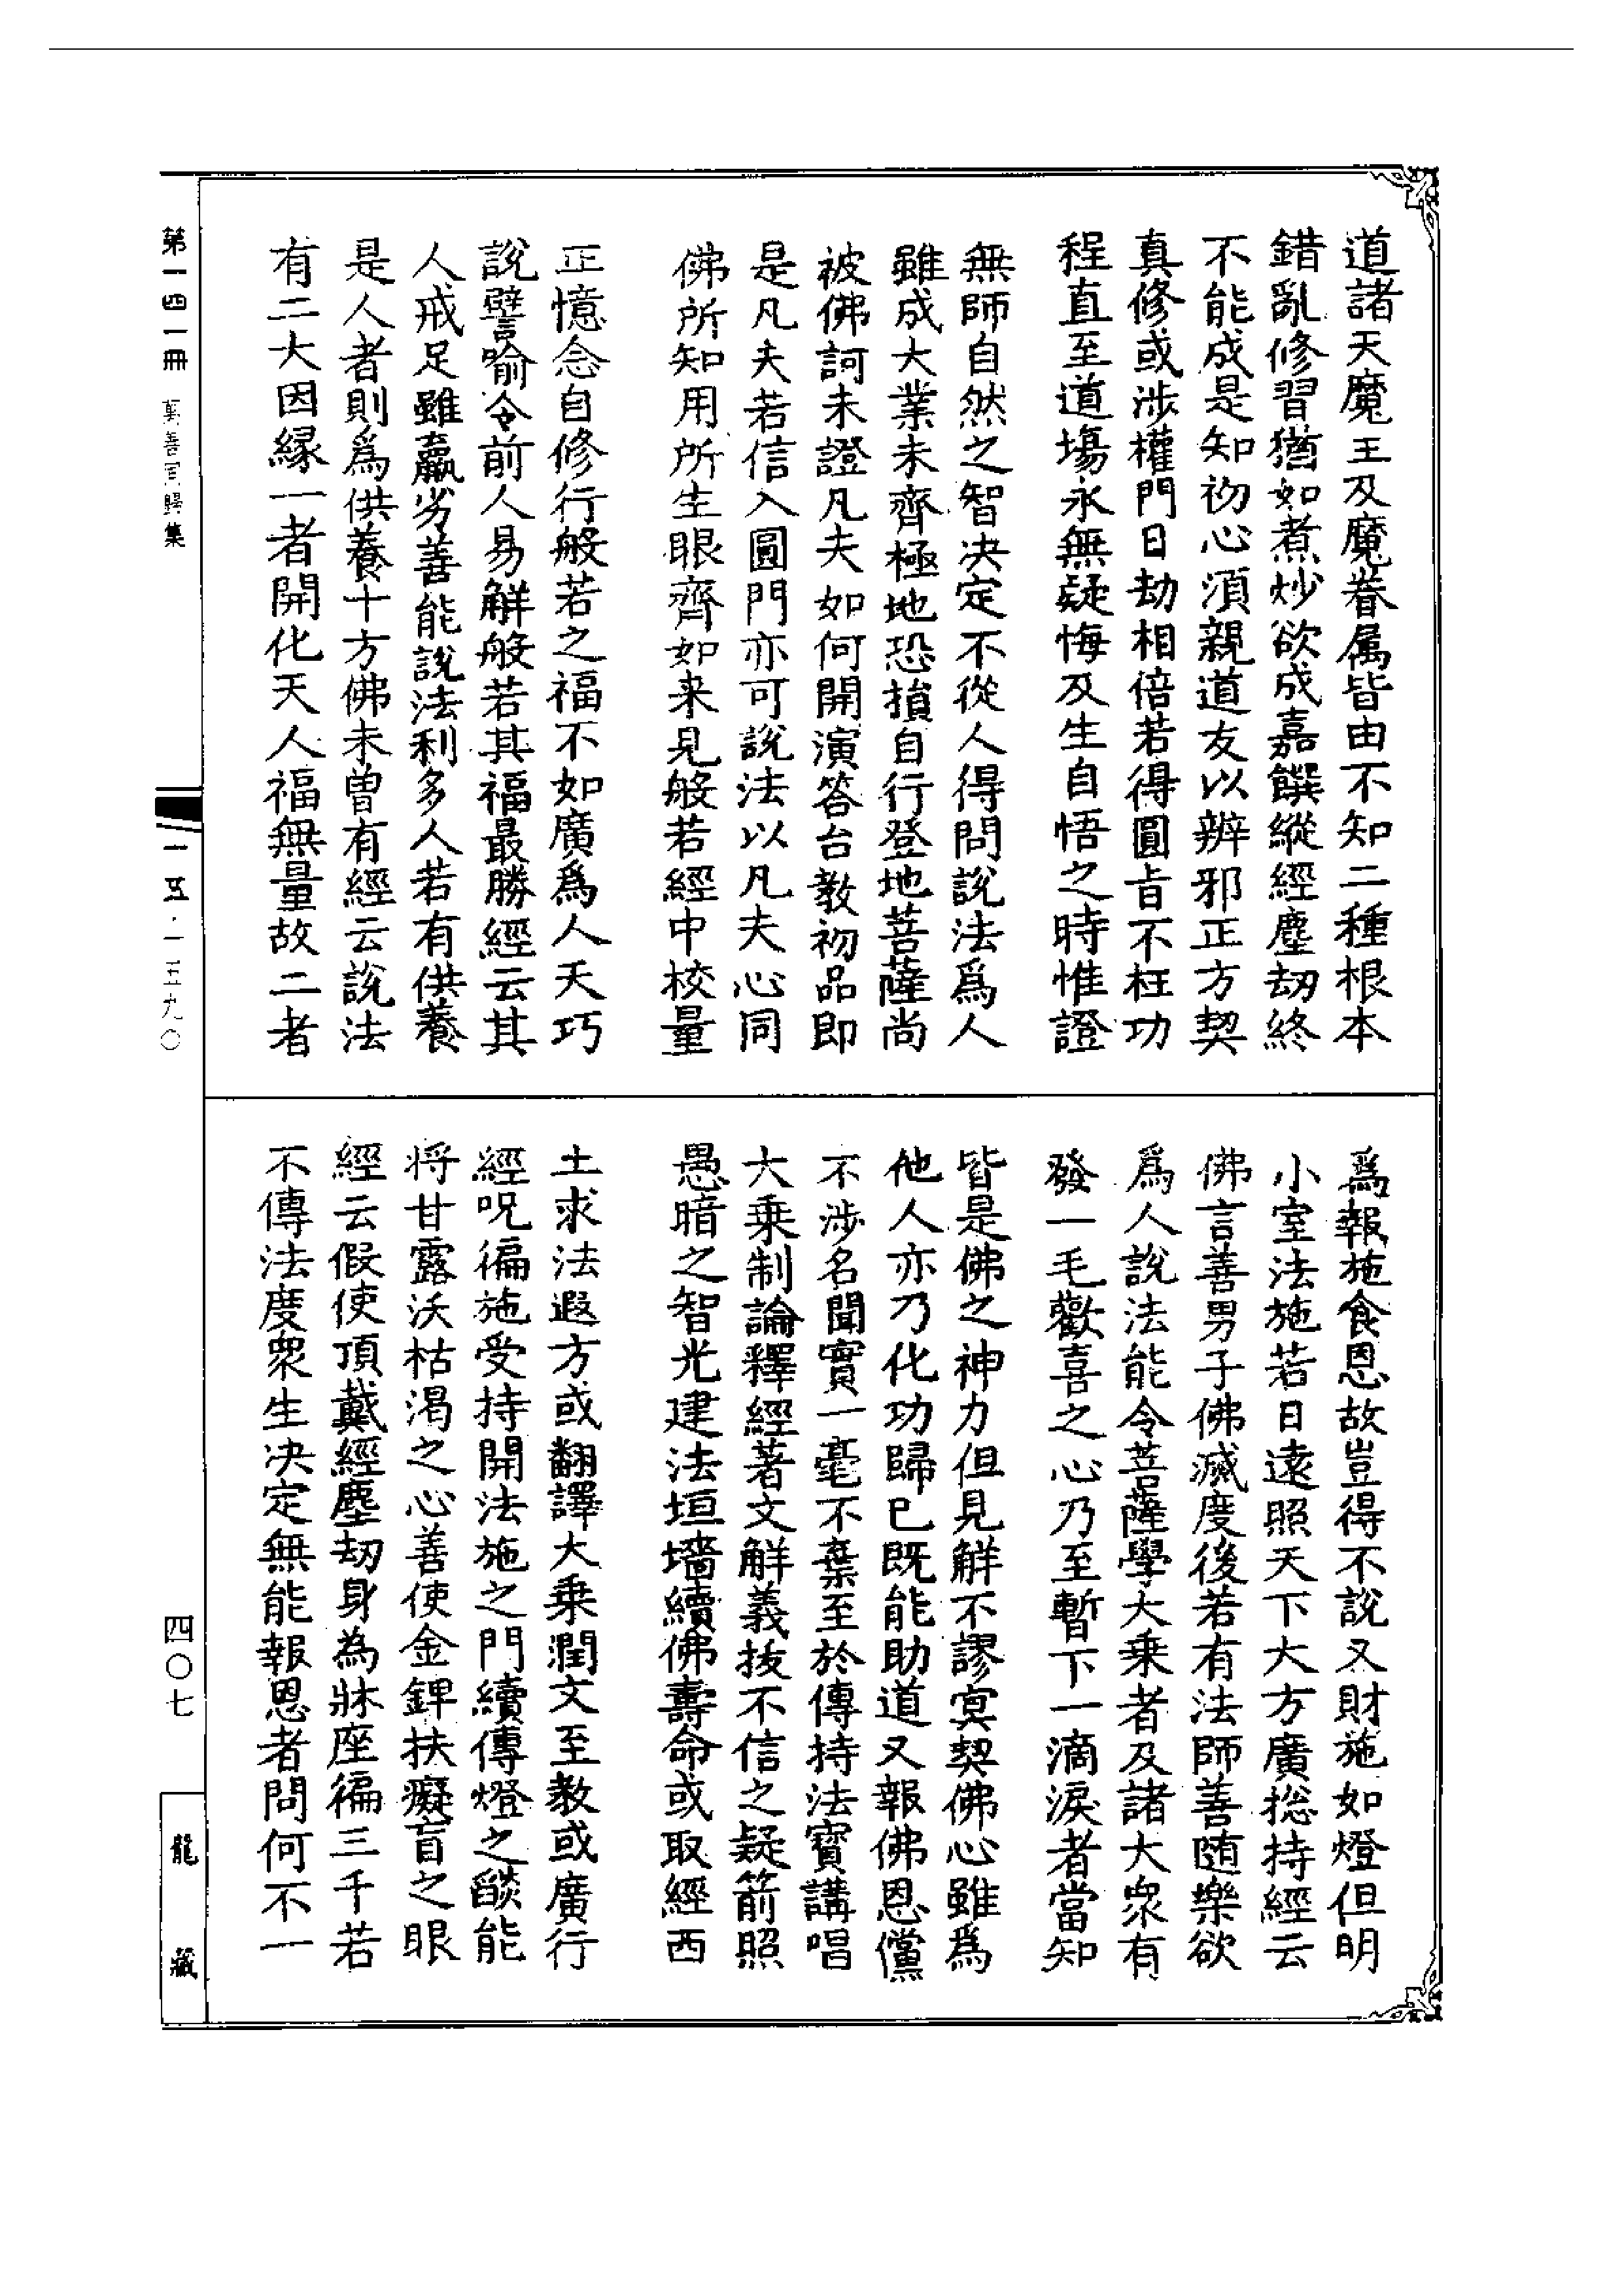 道諸天魔王及魔眷属皆由不知二種根本
錯亂修習猶如煮炒欲成嘉饌縱經塵刧終
不能成是知初心須親道友以辨邪正方契
真修或涉權門日劫相倍若得圓旨不枉功
程直至道塲永無疑悔及生自悟之時惟證
無師自然之智决定不從人得問說法爲人
雖成大業未齊極地恐損自行登地菩薩尚
被佛訶未證凡夫如何開演答台教初品即
是凡夫若信入圓門亦可說法以凡夫心同
佛所知用所生眼齊如来見般若經中校量
正憶念自修行般若之福不如廣爲人天巧
說譬喻令前人易解般若其福最勝經云其
人戒足雖羸劣善能說法利多人若有供養
是人者則爲供養十方佛未曽有經云說法
有二大因縁一者開化天人福無量故二者
爲報施食恩故豈得不說又財施如燈但明
小室法施若日遠照天下大方廣揔持經云
佛言善男子佛滅度後若有法師善随樂欲
爲人說法能令菩薩學大乗者及諸大衆有
發一毛歡喜之心乃至暫下一滴淚者當知
皆是佛之神力但見解不謬㝠契佛心雖爲
他人亦乃化功歸已既能助道又報佛恩儻
不涉名聞實一毫不棄至於傳持法寳講唱
大乗制論釋經著文解義拔不信之疑箭照
愚暗之智光建法垣墻續佛壽命或取經西
土求法遐方或翻譯大乗潤文至教或廣行
經呪徧施受持開法施之門續傳燈之燄能
将甘露沃枯渴之心善使金錍抉癡盲之眼
經云假使頂戴經塵刧身為牀座徧三千若
不傳法度衆生决定無能報恩者問何不一
第一四一冊 萬善同歸集
一五·一五九〇
四〇七
龍藏